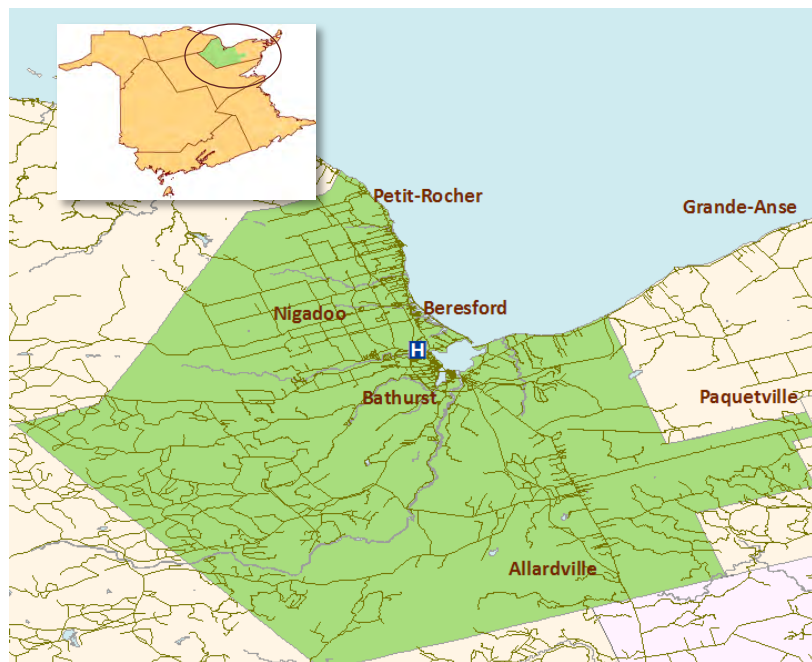 Petit-Rocher
Grande-Anse
Nigadoo
Beresford
H
Bathurst
Paquetville
Allardville